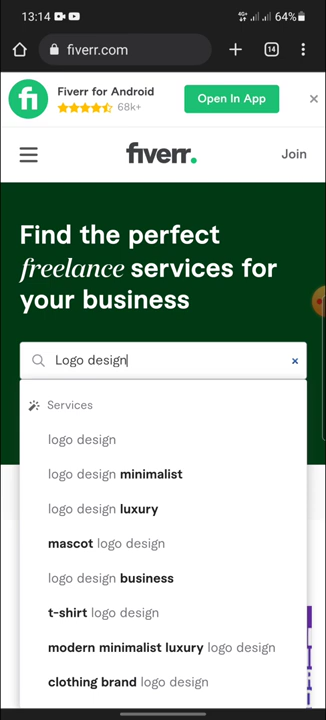 13:14
4G+
64%
fiverr.com
14
fi
Fiverr for Android
68k+
Open In App
fiverr.
Join
Find the perfect
freelance services for
your business
Logo design
Services
logo design
logo design minimalist
logo design luxury
mascot logo design
logo design business
t-shirt logo design
modern minimalist luxury logo design
clothing brand logo design